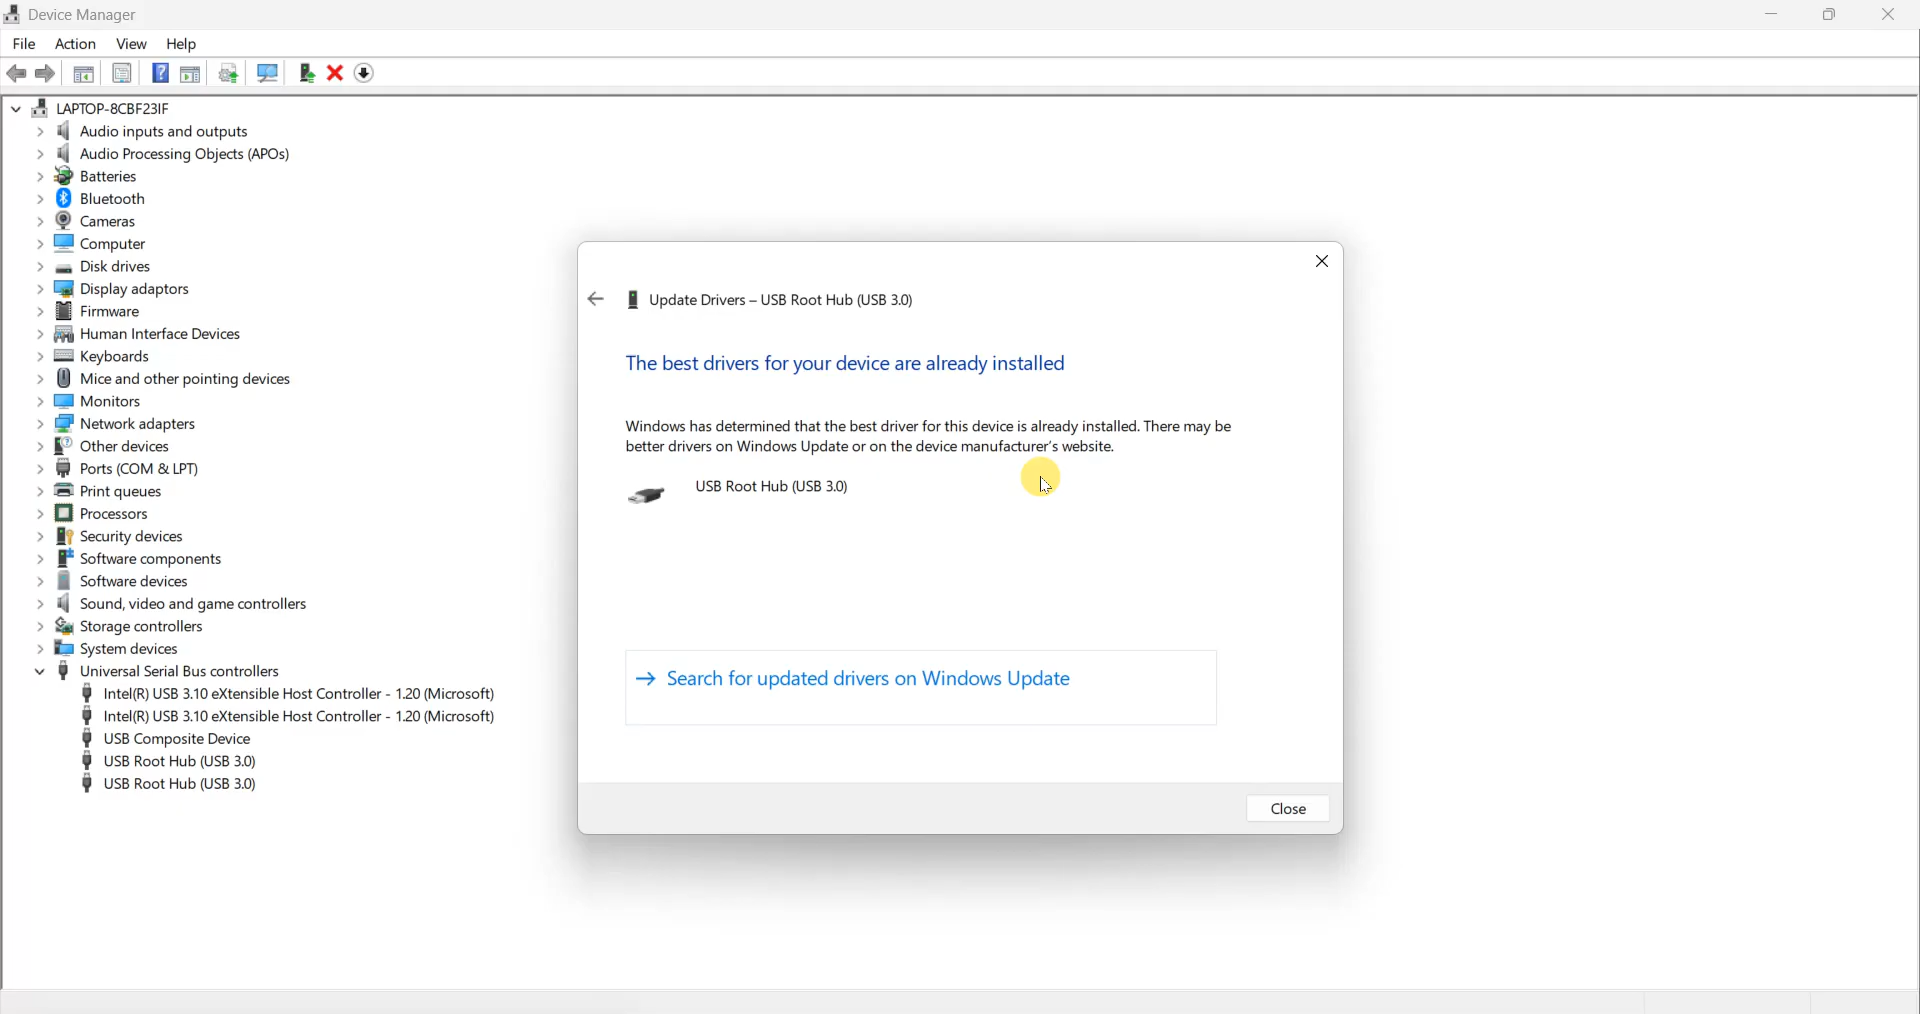 Device Manager
File Action View Help
LAPTOP-8CBF23IF
Audio inputs and outputs
Audio Processing Objects (APOs)
Batteries
Bluetooth
Cameras
Computer
Disk drives
Display adaptors
Firmware
Human Interface Devices
Keyboards
Mice and other pointing devices
Monitors
Network adapters
Other devices
Ports (COM & LPT)
Print queues
Processors
Security devices
Software components
Software devices
Sound, video and game controllers
Storage controllers
System devices
Universal Serial Bus controllers
Intel(R) USB 3.10 eXtensible Host Controller - 1.20 (Microsoft)
Intel(R) USB 3.10 eXtensible Host Controller - 1.20 (Microsoft)
USB Composite Device
USB Root Hub (USB 3.0)
USB Root Hub (USB 3.0)
Update Drivers – USB Root Hub (USB 3.0)
The best drivers for your device are already installed
Windows has determined that the best driver for this device is already installed. There may be
better drivers on Windows Update or on the device manufacturer's website.
USB Root Hub (USB 3.0)
Search for updated drivers on Windows Update
Close